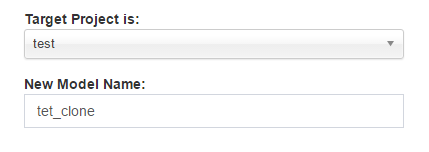 Target Project is:
test
New Model Name:
tet_clone